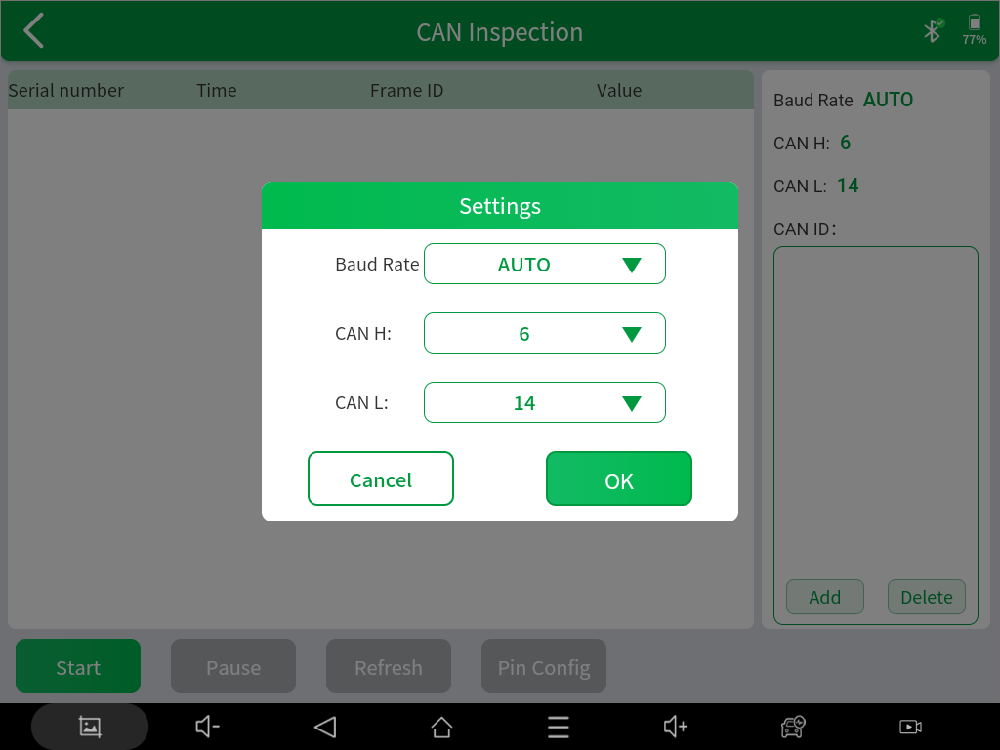 CAN Inspection
77%
Serial number Time Frame ID Value
Baud Rate AUTO
CAN H: 6
CAN L: 14
CAN ID:
Settings
Baud Rate AUTO
CAN H: 6
CAN L: 14
Cancel OK
Add Delete
Start Pause Refresh Pin Config